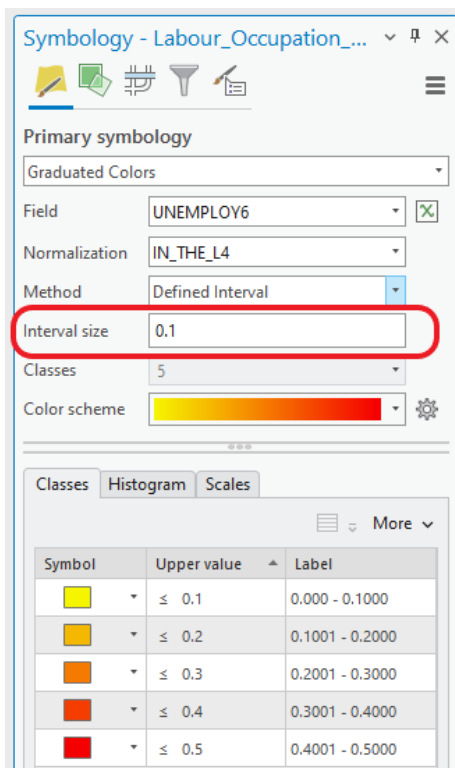 Symbology - Labour_Occupation_...
Primary symbology
Graduated Colors
Field UNEMPLOY6
Normalization IN_THE_L4
Method Defined Interval
Interval size 0.1
Classes 5
Color scheme
Classes Histogram Scales
More
Symbol Upper value Label
≤ 0.1 0.000 - 0.1000
≤ 0.2 0.1001 - 0.2000
≤ 0.3 0.2001 - 0.3000
≤ 0.4 0.3001 - 0.4000
≤ 0.5 0.4001 - 0.5000